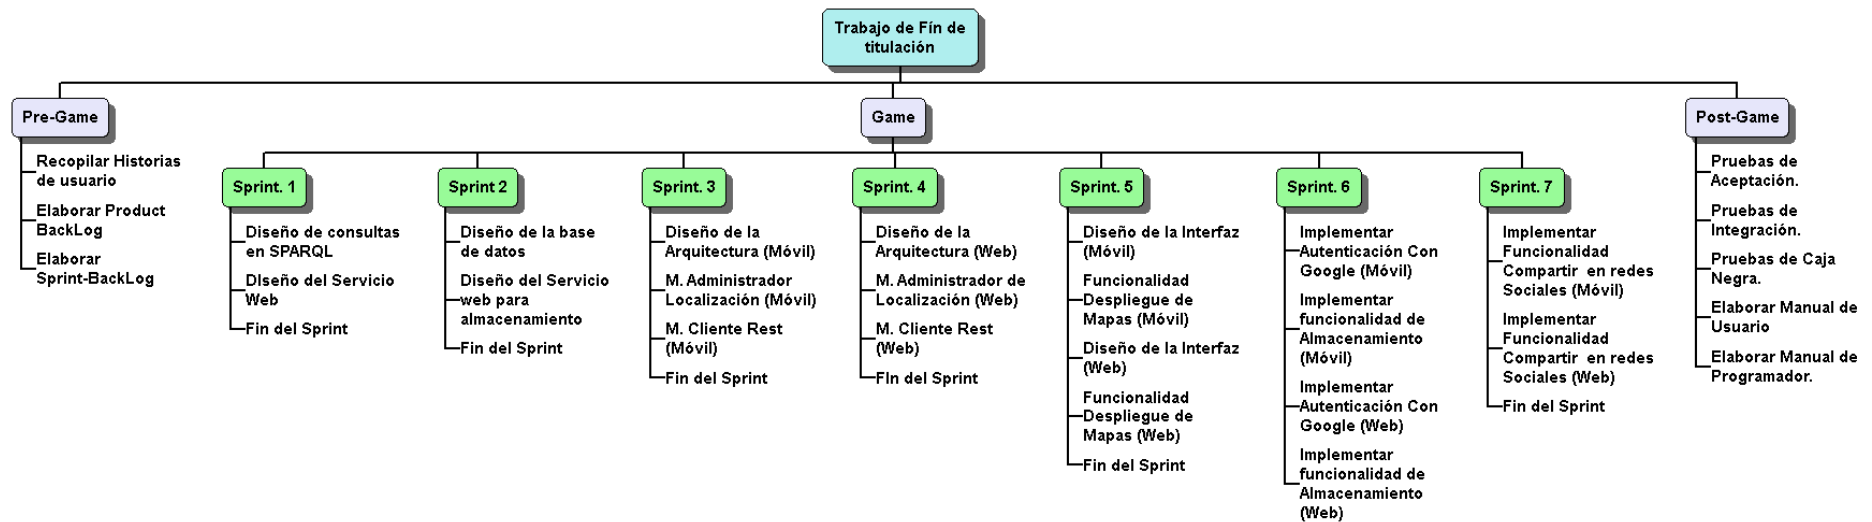 Trabajo de Fín de
titulación
Pre-Game
Recopilar Historias
de usuario
Elaborar Product
BackLog
Elaborar
Sprint-BackLog
Game
Sprint. 1
Diseño de consultas
en SPARQL
DIseño del Servicio
Web
Fin del Sprint
Sprint 2
Diseño de la base
de datos
Diseño del Servicio
web para
almacenamiento
Fin del Sprint
Sprint. 3
Diseño de la
Arquitectura (Móvil)
M. Administrador
Localización (Móvil)
M. Cliente Rest
(Móvil)
Fin del Sprint
Sprint. 4
Diseño de la
Arquitectura (Web)
M. Administrador de
Localización (Web)
M. Cliente Rest
(Web)
FIn del Sprint
Sprint. 5
Diseño de la Interfaz
(Móvil)
Funcionalidad
Despliegue de
Mapas (Móvil)
Diseño de la Interfaz
(Web)
Funcionalidad
Despliegue de
Mapas (Web)
Fin del Sprint
Sprint. 6
Implementar
Autenticación Con
Google (Móvil)
Implementar
funcionalidad de
Almacenamiento
(Móvil)
Implementar
Autenticación Con
Google (Web)
Implementar
funcionalidad de
Almacenamiento
(Web)
Sprint. 7
Implementar
Funcionalidad
Compartir en redes
Sociales (Móvil)
Implementar
Funcionalidad
Compartir en redes
Sociales (Web)
Fin del Sprint
Post-Game
Pruebas de
Aceptación.
Pruebas de
Integración.
Pruebas de Caja
Negra.
Elaborar Manual de
Usuario
Elaborar Manual de
Programador.